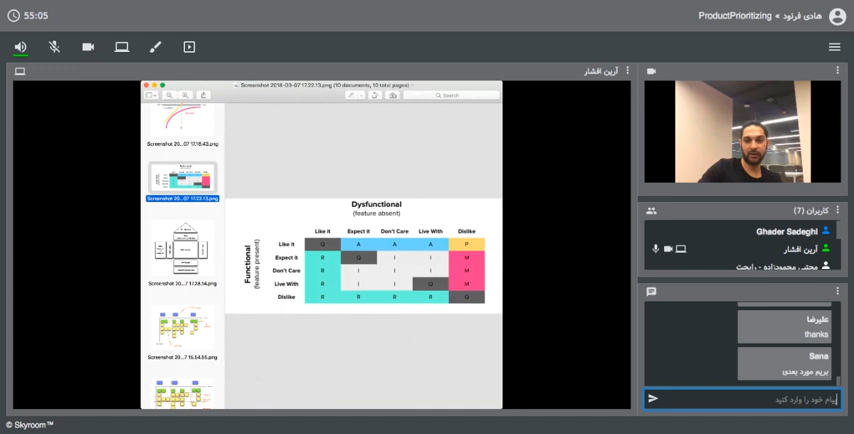 55:05
هادی فرنود » ProductPrioritizing
آرین افشار
Screenshot 2018-03-07 17.22.13.png (10 documents, 10 total pages)
Search
Screenshot 20...07 17.18.43.png
Screenshot 20...07 17.22.13.png
Screenshot 20...7 17.28.14.png
Screenshot 20...7 15.54.55.png
Dysfunctional
(feature absent)
Functional
(feature present)
Like it Expect it Don't Care Live With Dislike
Like it Q A A A P
Expect it R Q I I M
Don't Care R I I I M
Live With R I I Q M
Dislike R R R R Q
کاربران (7)
Ghader Sadeghi
آرین افشار
مجتبی محمودزاده - رابحت
علیرضا
thanks
Sana
بریم مورد بعدی
پیام خود را وارد کنید
© Skyroom™